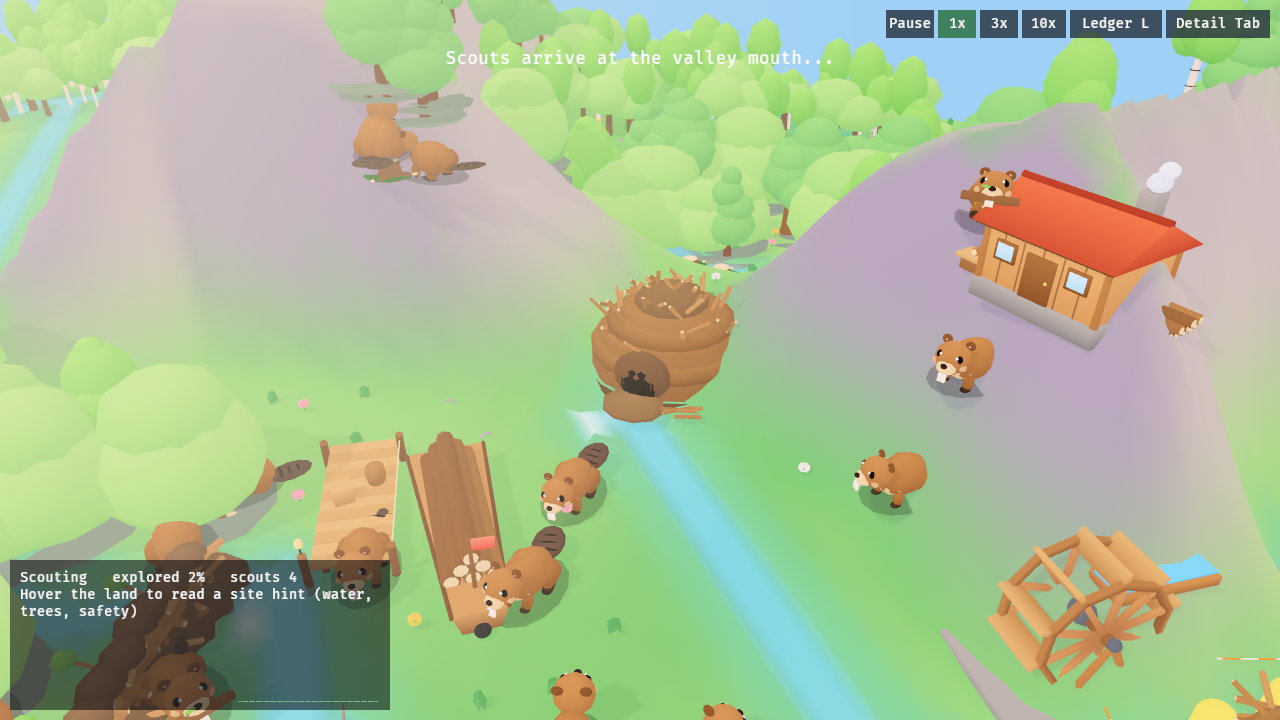 Pause 1x 3x 10x Ledger L Detail Tab
Scouts arrive at the valley mouth...
Scouting explored 2% scouts 4
Hover the land to read a site hint (water,
trees, safety)